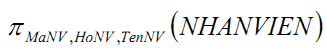 π MaNV ,HoNV ,TenNV (NHANVIEN)